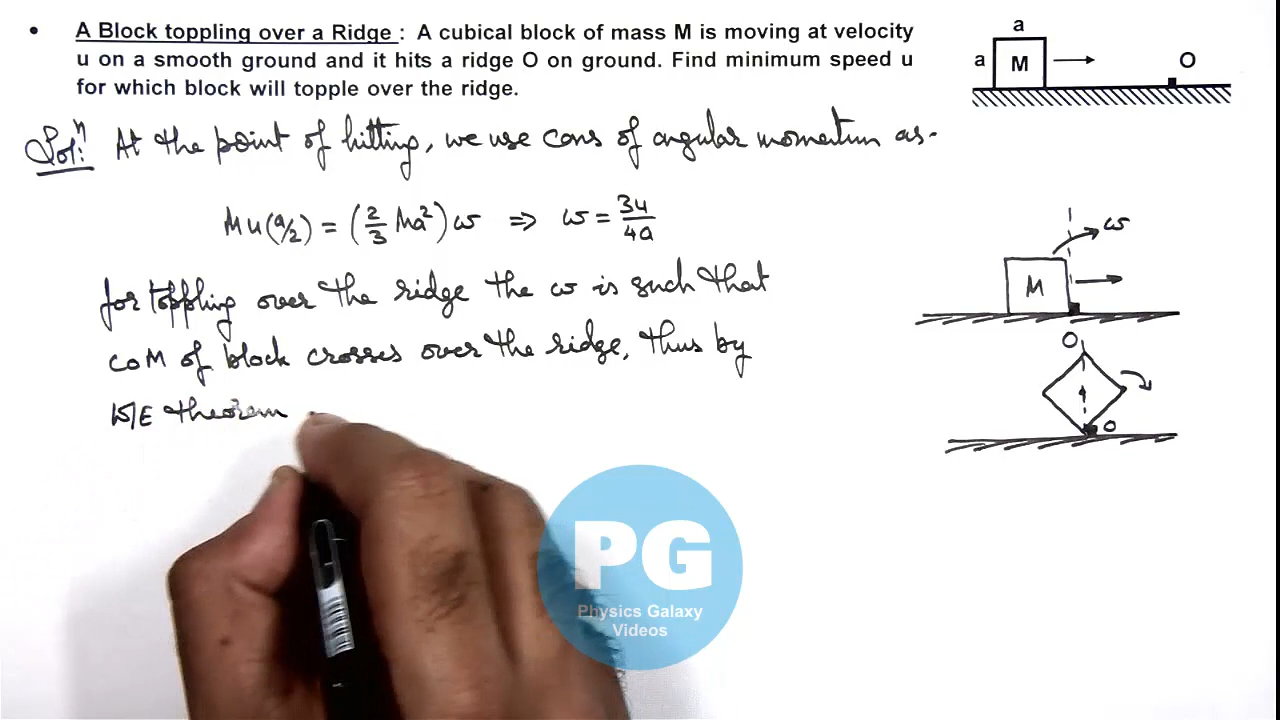 • A Block toppling over a Ridge : A cubical block of mass M is moving at velocity
u on a smooth ground and it hits a ridge O on ground. Find minimum speed u
for which block will topple over the ridge.
a
a M O
Solⁿ: At the point of hitting, we use cons of angular momentum as-
Mu(a/2) = (2/3 Ma²) ω ⇒ ω = 3u/4a
for toppling over the ridge the ω is such that
COM of block crosses over the ridge, thus by
W/E theorem
ω
M
O
O
PG
Physics Galaxy
Videos